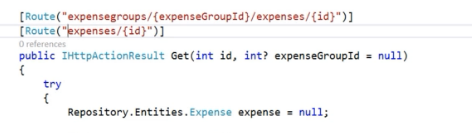 [Route("expensegroups/{expenseGroupId}/expenses/{id}")]
[Route("expenses/{id}")]
0 references
public IHttpActionResult Get(int id, int? expenseGroupId = null)
{
try
{
Repository.Entities.Expense expense = null;